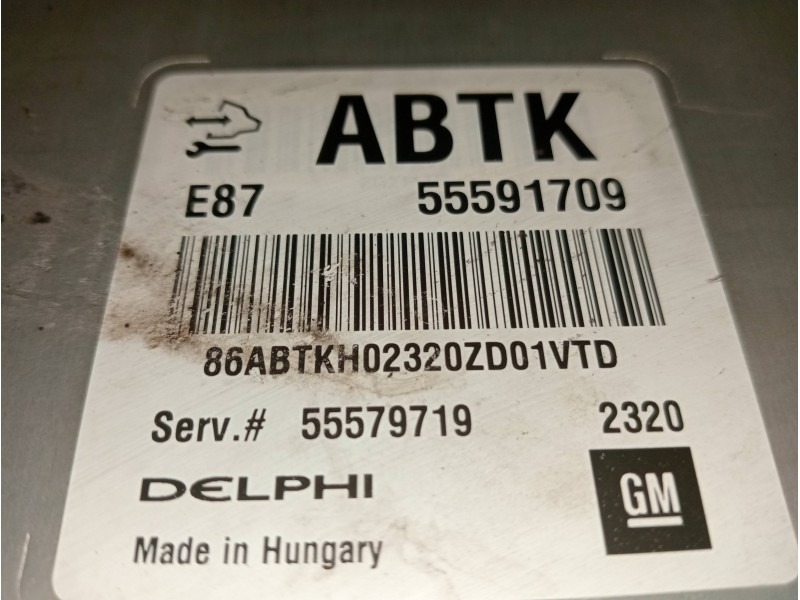 ABTK
E87 55591709
86ABTKH02320ZD01VTD
Serv.# 55579719 2320
DELPHI GM
Made in Hungary